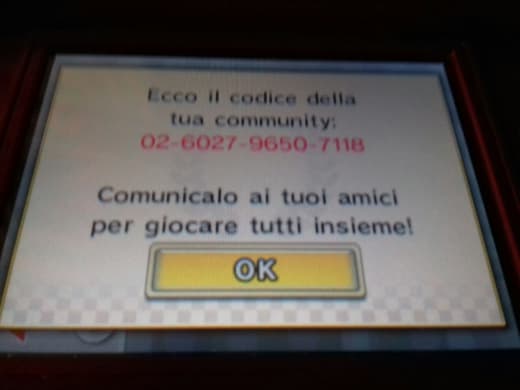 Ecco il codice della
tua community:
02-6027-9650-7118
Comunicalo ai tuoi amici
per giocare tutti insieme!
OK